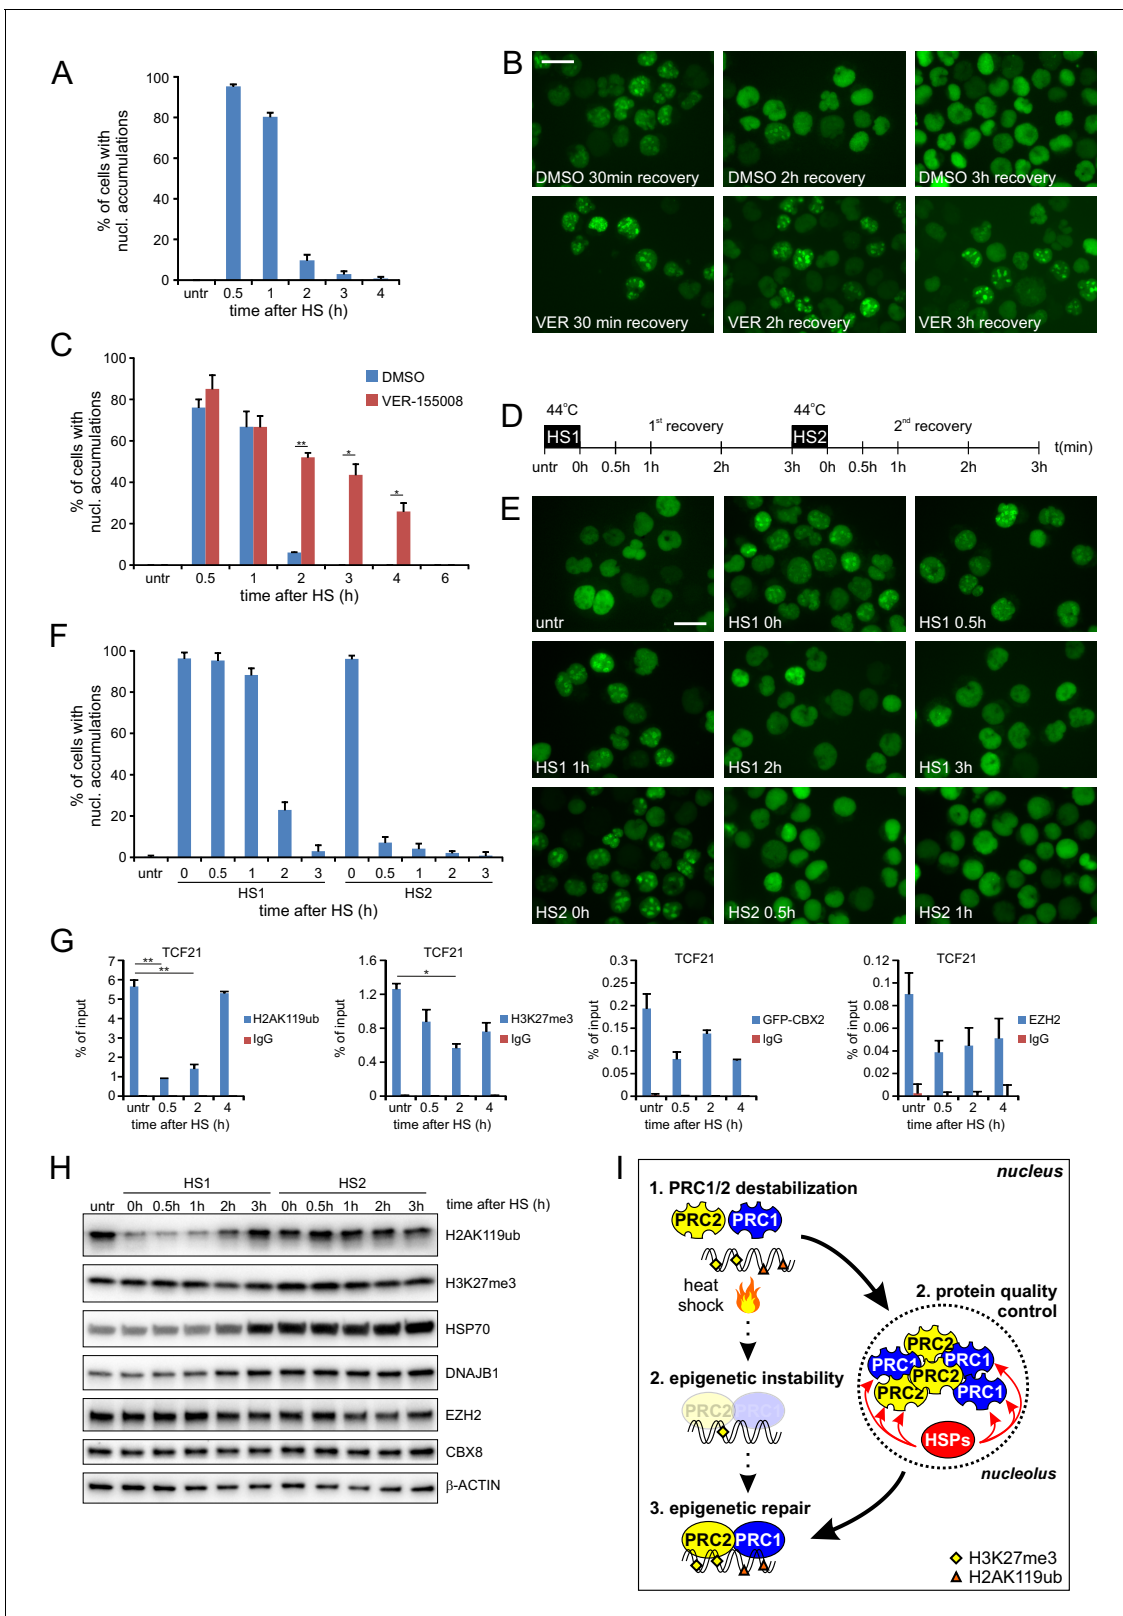 A
% of cells with
nucl. accumulations
100
80
60
40
20
0
untr 0.5 1 2 3 4
time after HS (h)
B
DMSO 30min recovery
DMSO 2h recovery
DMSO 3h recovery
VER 30 min recovery
VER 2h recovery
VER 3h recovery
C
% of cells with
nucl. accumulations
100
80
60
40
20
0
DMSO
VER-155008
** * *
untr 0.5 1 2 3 4 6
time after HS (h)
D
44°C 44°C
HS1 1st recovery HS2 2nd recovery
t(min)
untr 0h 0.5h 1h 2h 3h 0h 0.5h 1h 2h 3h
E
untr
HS1 0h
HS1 0.5h
HS1 1h
HS1 2h
HS1 3h
HS2 0h
HS2 0.5h
HS2 1h
F
% of cells with
nucl. accumulations
100
80
60
40
20
0
untr 0 0.5 1 2 3 0 0.5 1 2 3
HS1 HS2
time after HS (h)
G
TCF21
% of input
7
6
5
4
3
2
1
0
**
**
H2AK119ub
IgG
untr 0.5 2 4
time after HS (h)
TCF21
% of input
1.6
1.2
0.8
0.4
0
*
H3K27me3
IgG
untr 0.5 2 4
time after HS (h)
TCF21
% of input
0.3
0.25
0.2
0.15
0.1
0.05
0
GFP-CBX2
IgG
untr 0.5 2 4
time after HS (h)
TCF21
% of input
0.12
0.1
0.08
0.06
0.04
0.02
0
EZH2
IgG
untr 0.5 2 4
time after HS (h)
H
HS1 HS2
untr 0h 0.5h 1h 2h 3h 0h 0.5h 1h 2h 3h time after HS (h)
H2AK119ub
H3K27me3
HSP70
DNAJB1
EZH2
CBX8
β-ACTIN
I
nucleus
1. PRC1/2 destabilization
PRC2 PRC1
heat
shock
2. protein quality
control
PRC2
PRC1 PRC1
PRC2
PRC2 PRC1
HSPs
nucleolus
2. epigenetic instability
PRC2 PRC1
3. epigenetic repair
PRC2 PRC1
H3K27me3
H2AK119ub